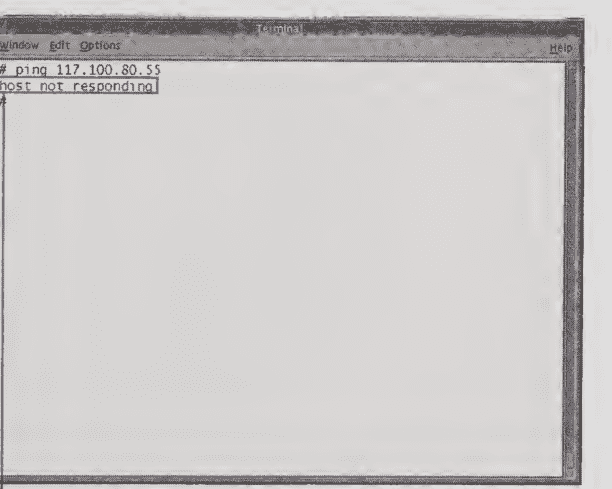 Terminal
Window Edit Options Help
# ping 117.100.80.55
host not responding
#